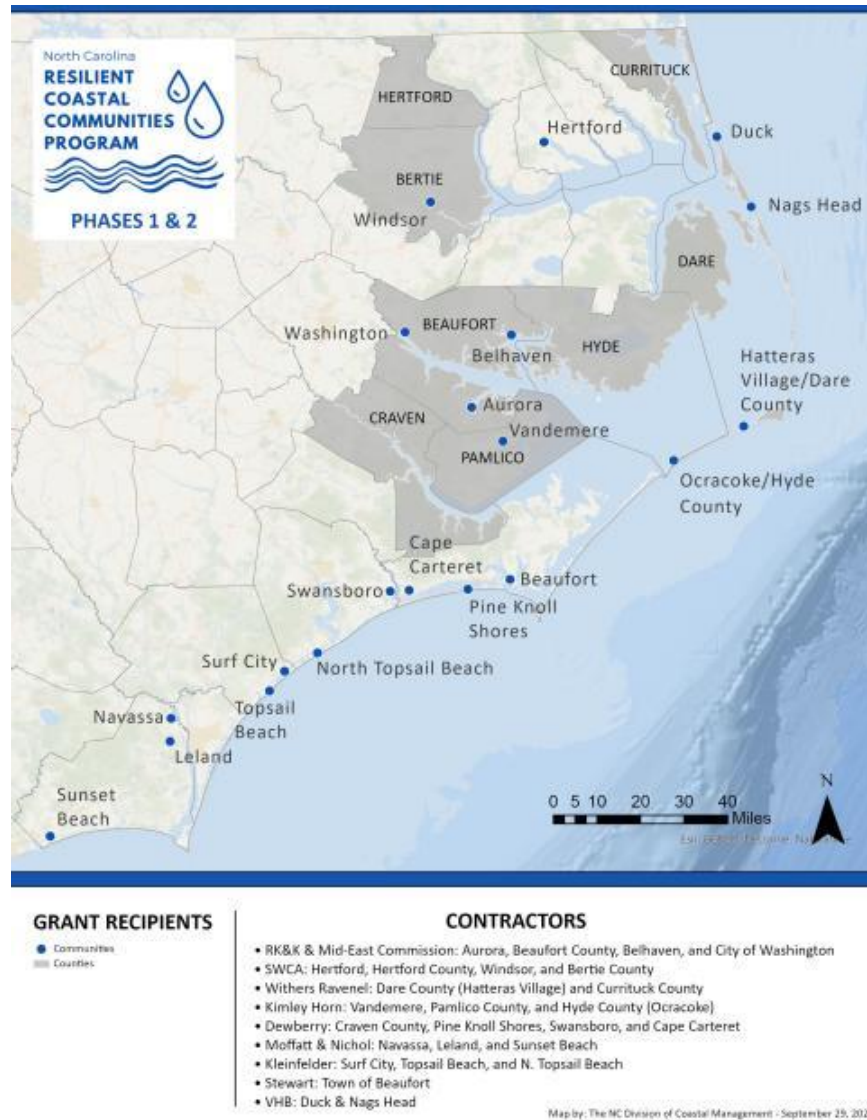 North Carolina
RESILIENT
COASTAL
COMMUNITIES
PROGRAM
PHASES 1 & 2
CURRITUCK
HERTFORD
Hertford
Duck
BERTIE
Windsor
Nags Head
DARE
Washington
BEAUFORT
Belhaven
HYDE
Hatteras
Village/Dare
County
Aurora
CRAVEN
Vandemere
PAMLICO
Ocracoke/Hyde
County
Cape
Carteret
Swansboro
Beaufort
Pine Knoll
Shores
Surf City
North Topsail Beach
Topsail
Beach
Navassa
Leland
Sunset
Beach
N
0 5 10 20 30 40
Miles
GRANT RECIPIENTS
Communities
Counties
CONTRACTORS
• RK&K & Mid-East Commission: Aurora, Beaufort County, Belhaven, and City of Washington
• SWCA: Hertford, Hertford County, Windsor, and Bertie County
• Withers Ravenel: Dare County (Hatteras Village) and Currituck County
• Kimley Horn: Vandemere, Pamlico County, and Hyde County (Ocracoke)
• Dewberry: Craven County, Pine Knoll Shores, Swansboro, and Cape Carteret
• Moffatt & Nichol: Navassa, Leland, and Sunset Beach
• Kleinfelder: Surf City, Topsail Beach, and N. Topsail Beach
• Stewart: Town of Beaufort
• VHB: Duck & Nags Head
Map by: The NC Division of Coastal Management - September 29,